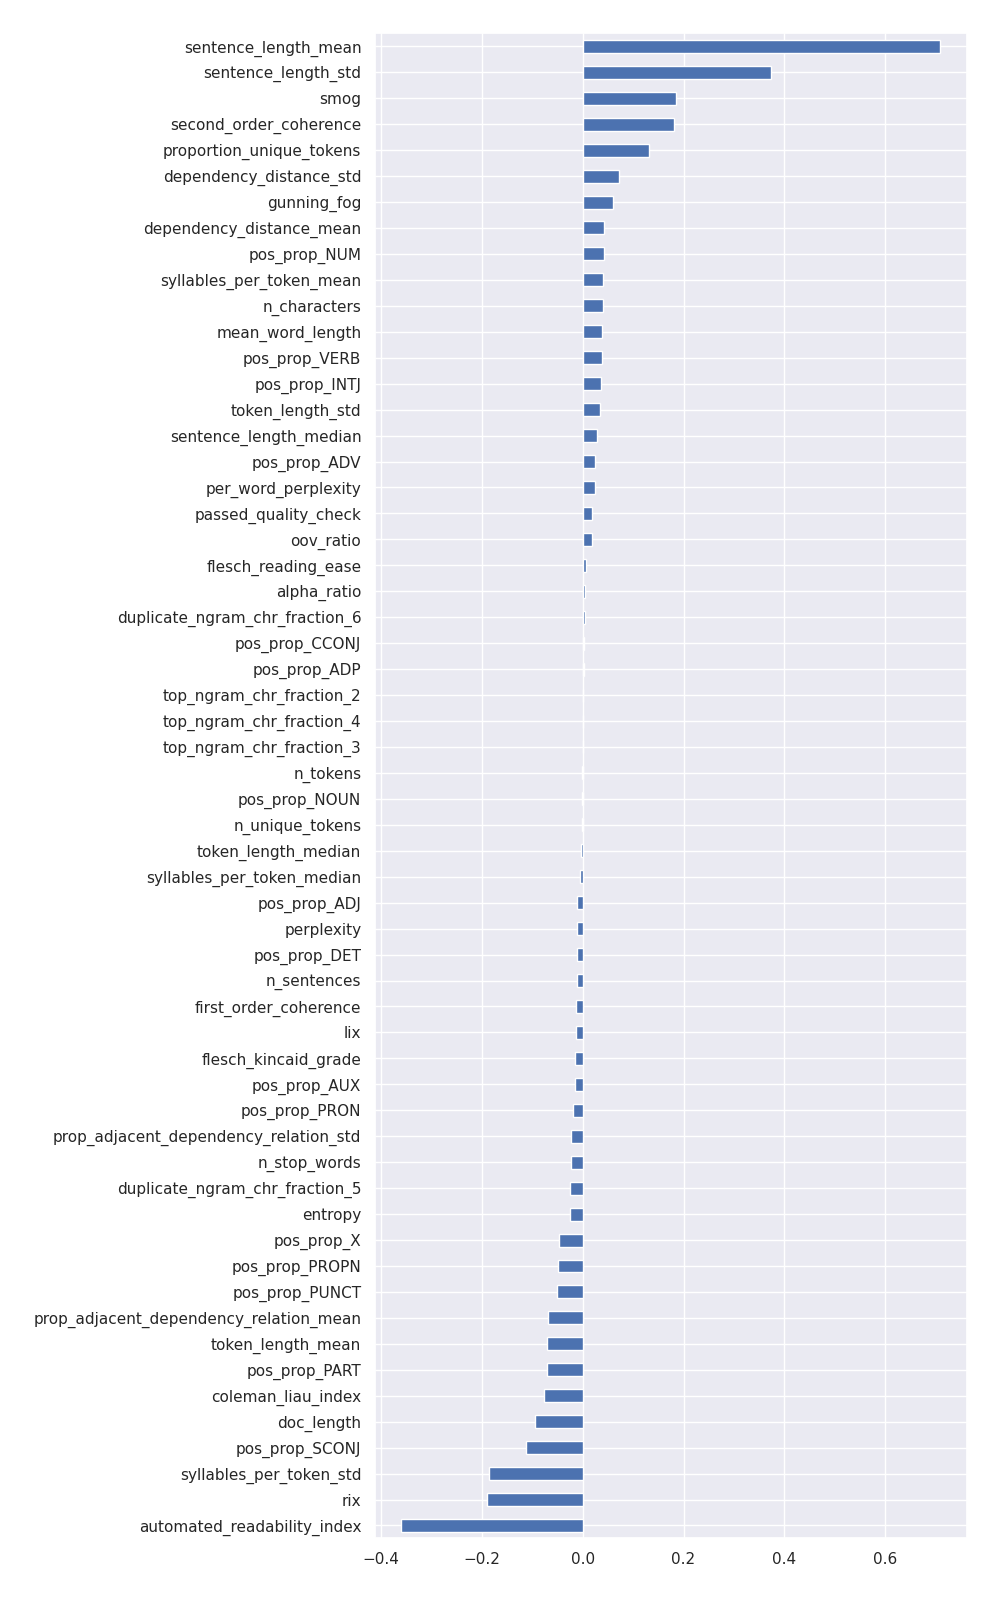 sentence_length_mean
sentence_length_std
smog
second_order_coherence
proportion_unique_tokens
dependency_distance_std
gunning_fog
dependency_distance_mean
pos_prop_NUM
syllables_per_token_mean
n_characters
mean_word_length
pos_prop_VERB
pos_prop_INTJ
token_length_std
sentence_length_median
pos_prop_ADV
per_word_perplexity
passed_quality_check
oov_ratio
flesch_reading_ease
alpha_ratio
duplicate_ngram_chr_fraction_6
pos_prop_CCONJ
pos_prop_ADP
top_ngram_chr_fraction_2
top_ngram_chr_fraction_4
top_ngram_chr_fraction_3
n_tokens
pos_prop_NOUN
n_unique_tokens
token_length_median
syllables_per_token_median
pos_prop_ADJ
perplexity
pos_prop_DET
n_sentences
first_order_coherence
lix
flesch_kincaid_grade
pos_prop_AUX
pos_prop_PRON
prop_adjacent_dependency_relation_std
n_stop_words
duplicate_ngram_chr_fraction_5
entropy
pos_prop_X
pos_prop_PROPN
pos_prop_PUNCT
prop_adjacent_dependency_relation_mean
token_length_mean
pos_prop_PART
coleman_liau_index
doc_length
pos_prop_SCONJ
syllables_per_token_std
rix
automated_readability_index
−0.4 −0.2 0.0 0.2 0.4 0.6